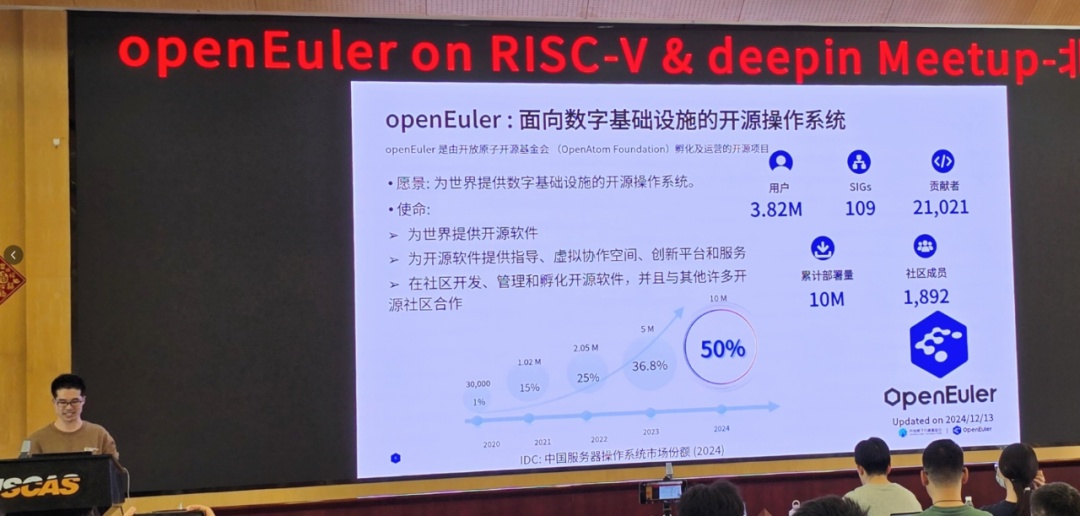 openEuler on RISC-V & deepin Meetup-北
openEuler : 面向数字基础设施的开源操作系统
openEuler 是由开放原子开源基金会 （OpenAtom Foundation）孵化及运营的开源项目
• 愿景: 为世界提供数字基础设施的开源操作系统。
• 使命:
➢ 为世界提供开源软件
➢ 为开源软件提供指导、虚拟协作空间、创新平台和服务
➢ 在社区开发、管理和孵化开源软件，并且与其他许多开
源社区合作
用户
3.82M
SIGs
109
贡献者
21,021
累计部署量
10M
社区成员
1,892
30,000
1%
1.02 M
15%
2.05 M
25%
5 M
36.8%
10 M
50%
2020
2021
2022
2023
2024
IDC: 中国服务器操作系统市场份额 (2024)
OpenEuler
Updated on 2024/12/13
OpenEuler
ISCAS